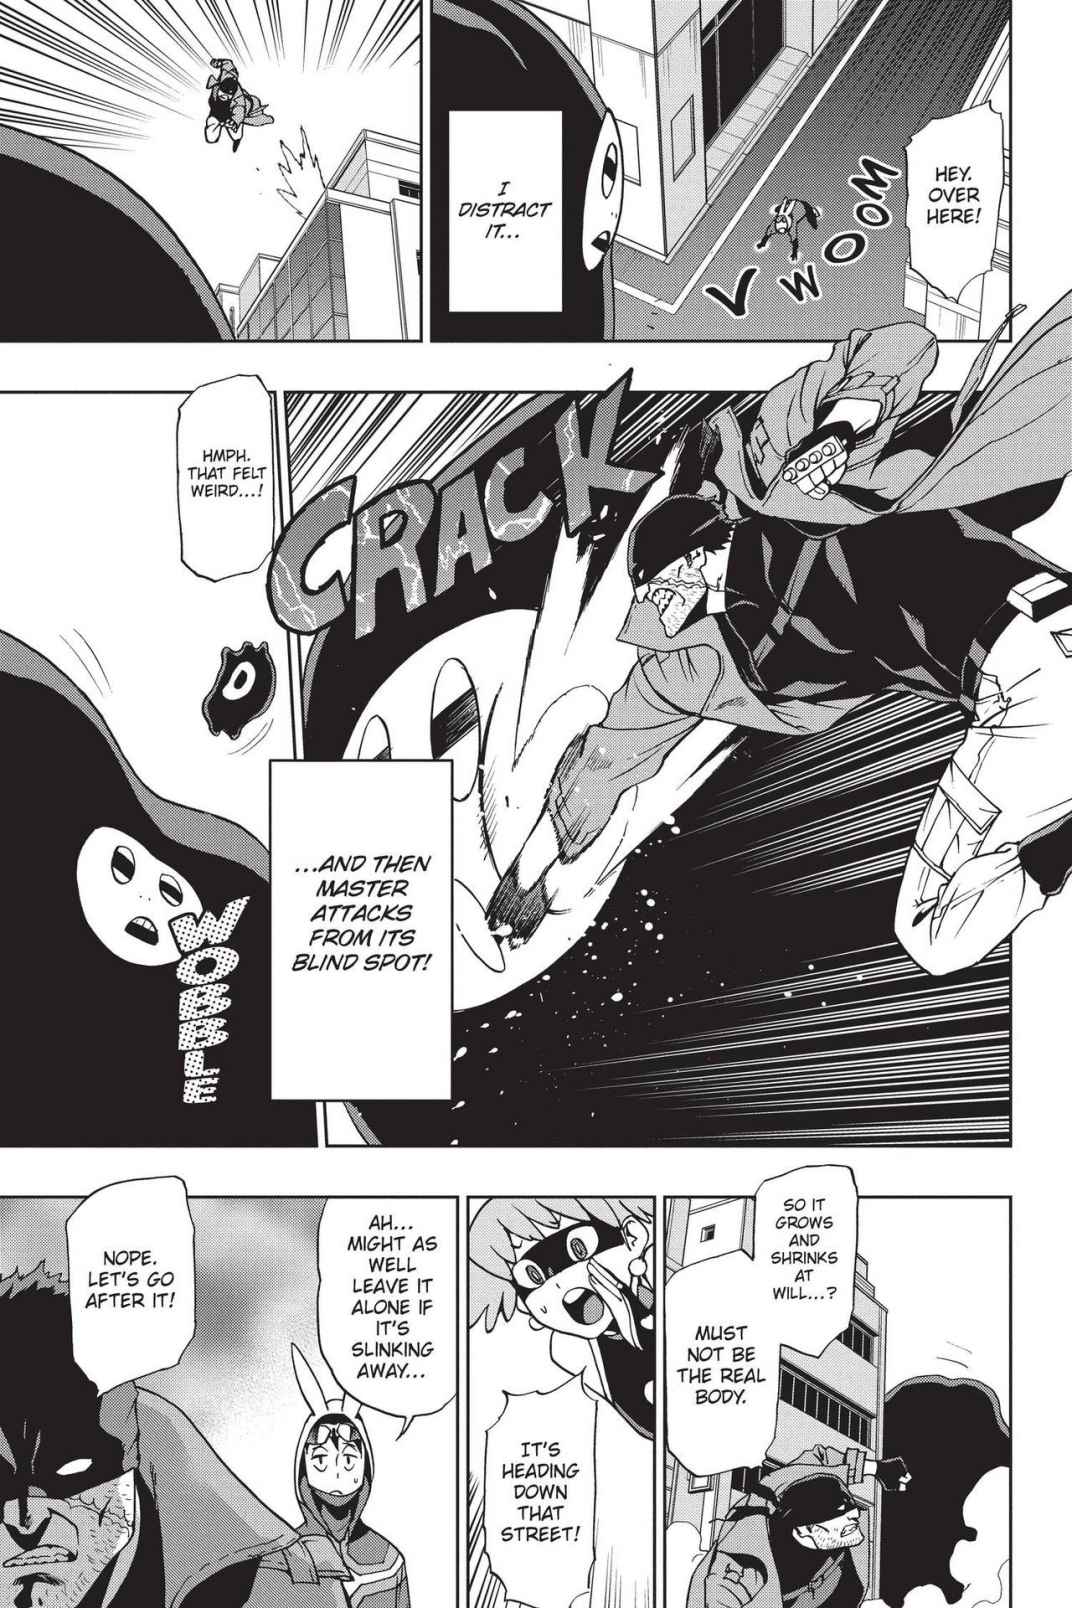 HEY.
OVER
HERE!
VWOOM
I
DISTRACT
IT...
CRACK
...AND THEN
MASTER
ATTACKS
FROM ITS
BLIND SPOT!
HMPH.
THAT FELT
WEIRD...!
WOBBLE
SO IT
GROWS
AND
SHRINKS
AT
WILL...?
MUST
NOT BE
THE REAL
BODY.
IT'S
HEADING
DOWN
THAT
STREET!
AH...
MIGHT AS
WELL
LEAVE IT
ALONE IF
IT'S
SLINKING
AWAY...
NOPE.
LET'S GO
AFTER IT!